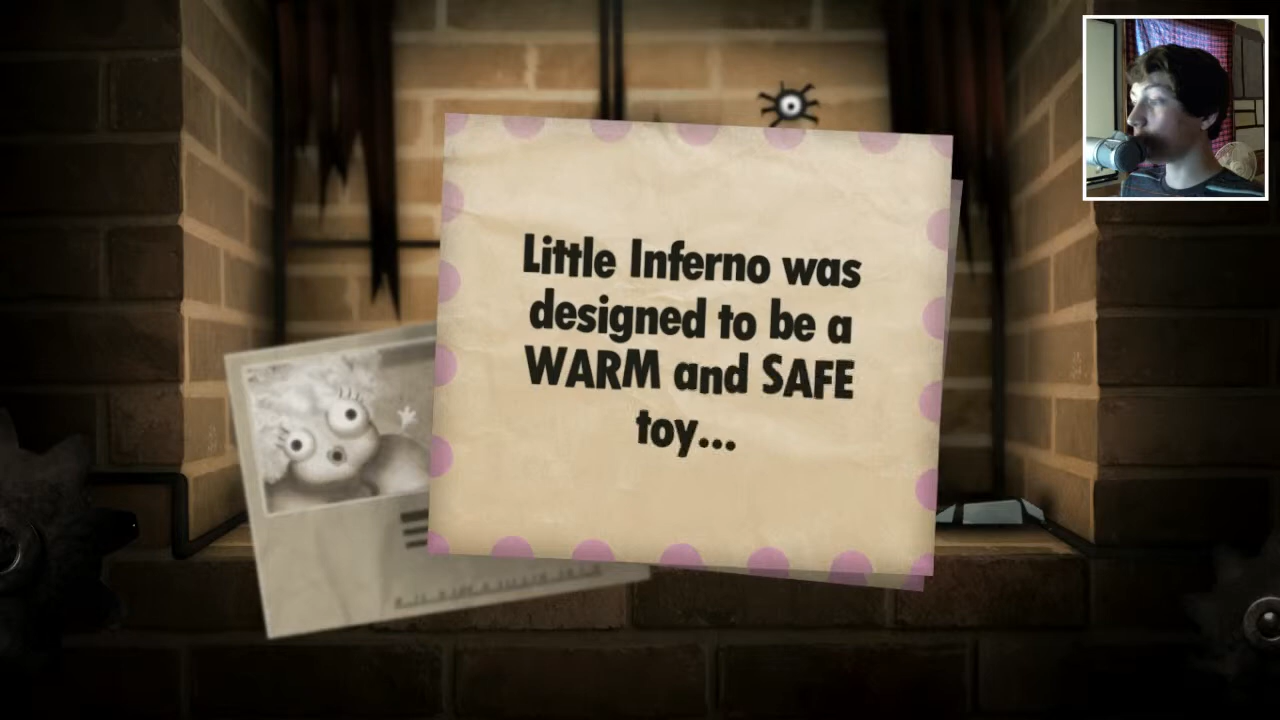 Little Inferno was
designed to be a
WARM and SAFE
toy...